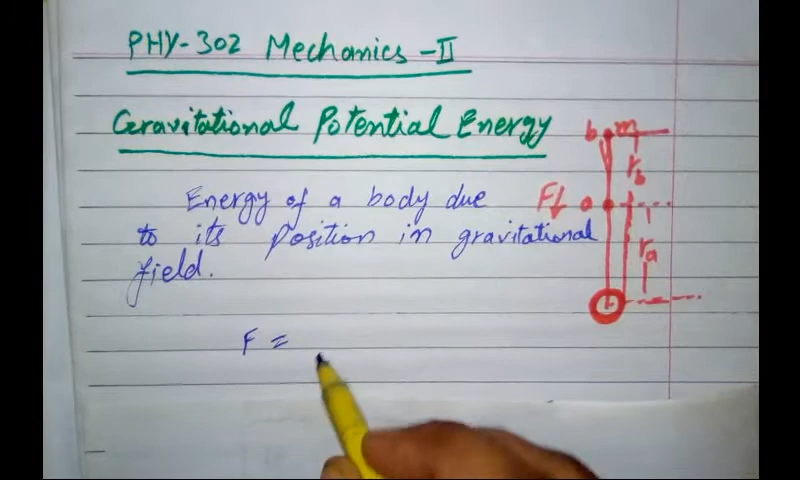 PHY-302 Mechanics-II
Gravitational Potential Energy
Energy of a body due
to its position in gravitational
field.
F =
b m
rb
F↓ a
ra